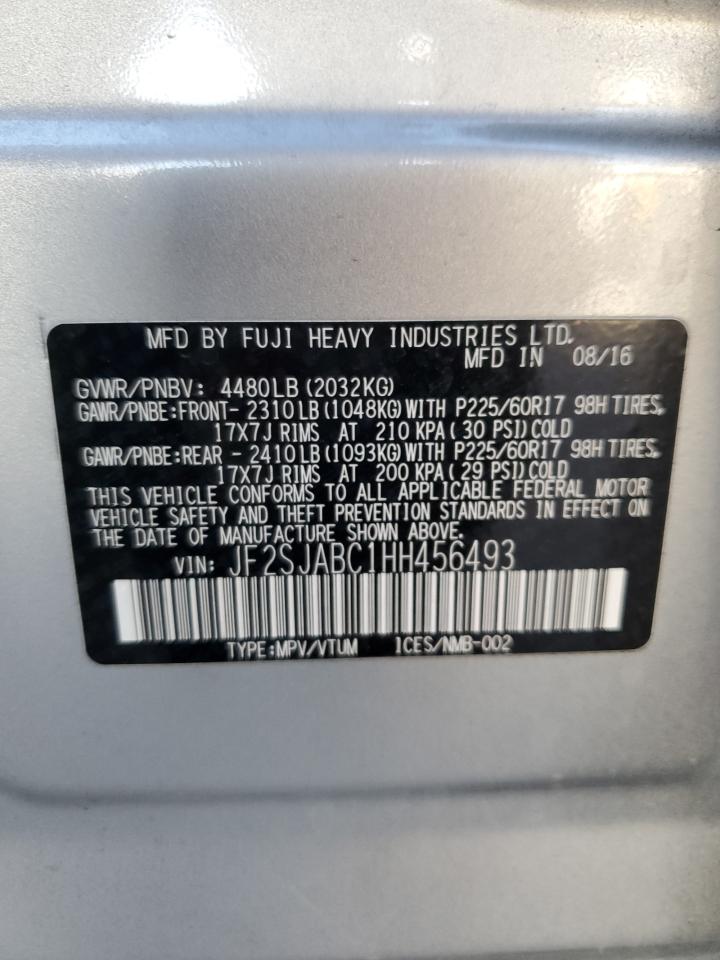 MFD BY FUJI HEAVY INDUSTRIES LTD.
MFD IN 08/16
GVWR/PNBV: 4480LB (2032KG)
GAWR/PNBE:FRONT- 2310LB(1048KG)WITH P225/60R17 98H TIRES,
17X7J RIMS AT 210 KPA( 30 PSI)COLD
GAWR/PNBE:REAR - 2410LB(1093KG)WITH P225/60R17 98H TIRES,
17X7J RIMS AT 200 KPA( 29 PSI)COLD
THIS VEHICLE CONFORMS TO ALL APPLICABLE FEDERAL MOTOR
VEHICLE SAFETY AND THEFT PREVENTION STANDARDS IN EFFECT ON
THE DATE OF MANUFACTURE SHOWN ABOVE.
VIN: JF2SJABC1HH456493
TYPE:MPV/VTUM ICES/NMB-002